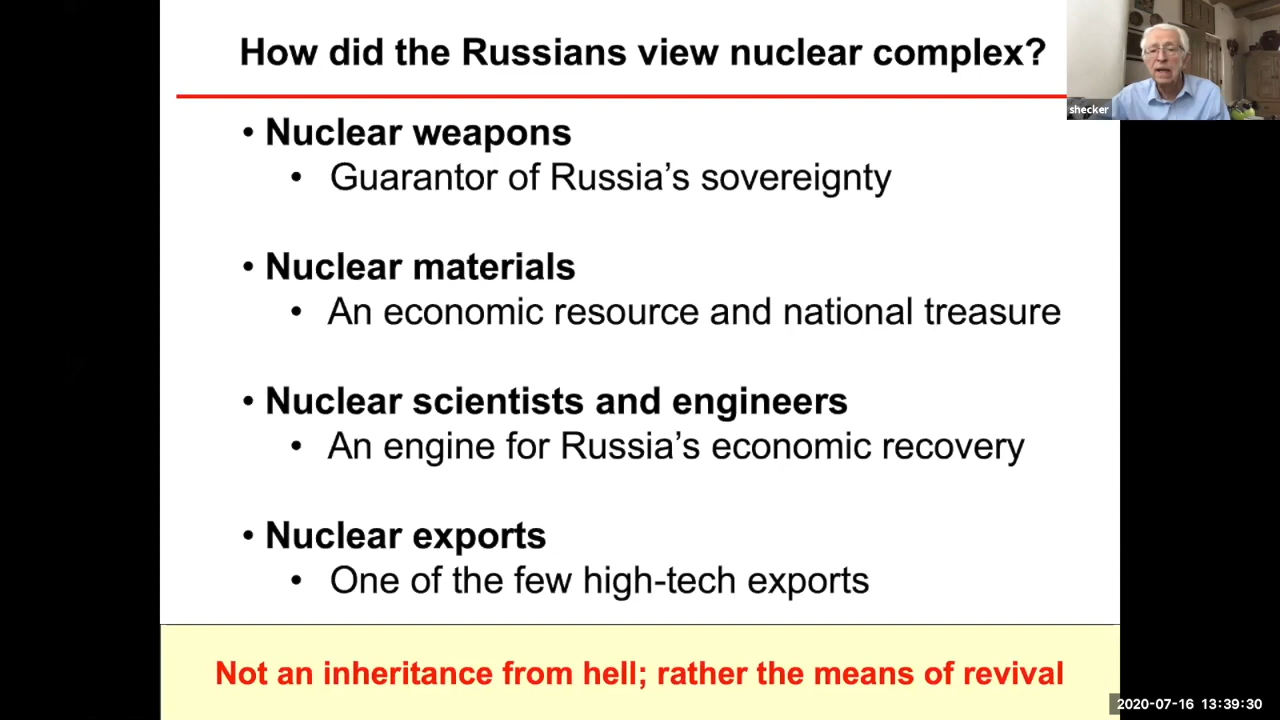 How did the Russians view nuclear complex?
shecker
• Nuclear weapons
• Guarantor of Russia’s sovereignty
• Nuclear materials
• An economic resource and national treasure
• Nuclear scientists and engineers
• An engine for Russia’s economic recovery
• Nuclear exports
• One of the few high-tech exports
Not an inheritance from hell; rather the means of revival
2020-07-16 13:39:30